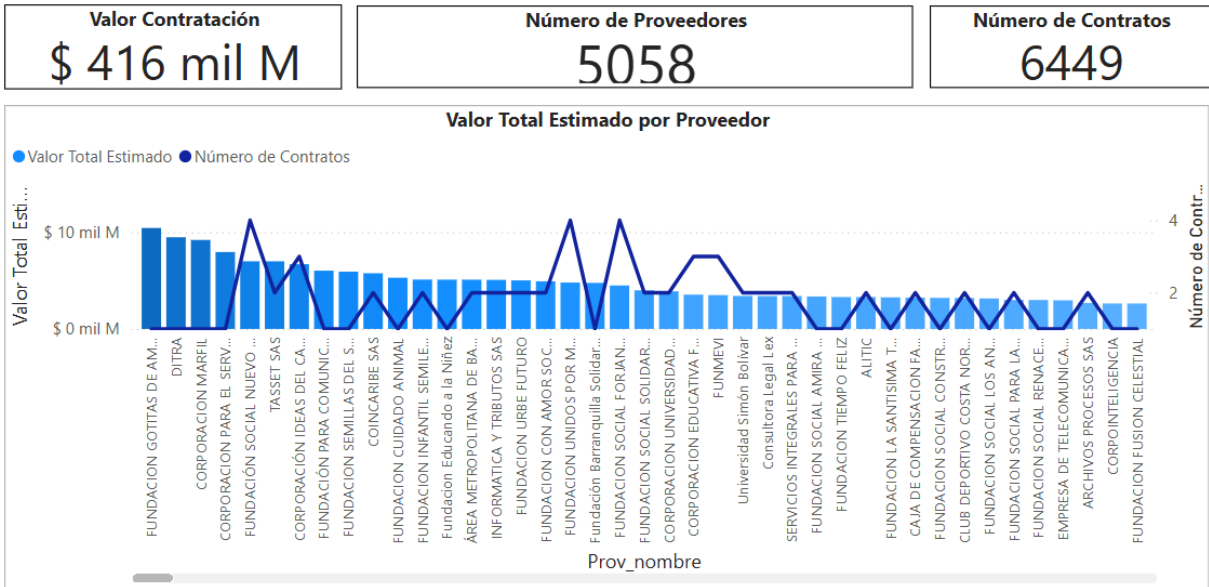 Valor Contratación
$ 416 mil M
Número de Proveedores
5058
Número de Contratos
6449
Valor Total Estimado por Proveedor
Valor Total Estimado
Número de Contratos
Valor Total Esti...
$ 10 mil M
$ 0 mil M
4
2
Número de Contr...
FUNDACION GOTITAS DE AM...
DITRA
CORPORACION MARFIL
CORPORACION PARA EL SERV...
FUNDACIÓN SOCIAL NUEVO ...
TASSET SAS
CORPORACIÓN IDEAS DEL CA...
FUNDACIÓN PARA COMUNIC...
FUNDACION SEMILLAS DEL S...
COINCARIBE SAS
FUNDACION CUIDADO ANIMAL
FUNDACION INFANTIL SEMILE...
Fundacion Educando a la Niñez
ÁREA METROPOLITANA DE BA...
INFORMATICA Y TRIBUTOS SAS
FUNDACION URBE FUTURO
FUNDACION CON AMOR SOC...
FUNDACION UNIDOS POR M...
Fundación Barranquilla Solidar...
FUNDACION SOCIAL FORJAN...
FUNDACION SOCIAL SOLIDAR...
CORPORACION UNIVERSIDAD...
CORPORACION EDUCATIVA F...
FUNMEVI
Universidad Simón Bolívar
Consultora Legal Lex
SERVICIOS INTEGRALES PARA ...
FUNDACION SOCIAL AMIRA ...
FUNDACION TIEMPO FELIZ
ALITIC
FUNDACION LA SANTISIMA T...
CAJA DE COMPENSACION FA...
FUNDACION SOCIAL CONSTR...
CLUB DEPORTIVO COSTA NOR...
FUNDACION SOCIAL LOS AN...
FUNDACION SOCIAL PARA LA...
FUNDACION SOCIAL RENACE...
EMPRESA DE TELECOMUNICA...
ARCHIVOS PROCESOS SAS
CORPOINTELIGENCIA
FUNDACION FUSION CELESTIAL
Prov_nombre